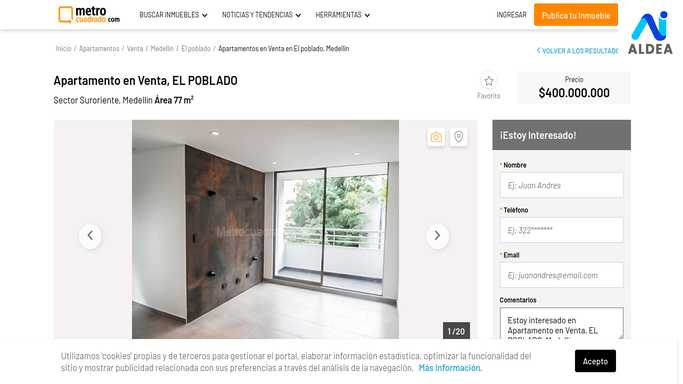 metro
cuadrado.com
BUSCAR INMUEBLES
NOTICIAS Y TENDENCIAS
HERRAMIENTAS
INGRESAR
Publica tu Inmueble
ALDEA
Inicio / Apartamentos / Venta / Medellin / El poblado / Apartamentos en Venta en El poblado, Medellin
VOLVER A LOS RESULTAD
Apartamento en Venta, EL POBLADO
Sector Suroriente, Medellin Área 77 m²
Favorito
Precio
$400.000.000
Metrocuadrado
1 / 20
¡Estoy Interesado!
* Nombre
Ej: Juan Andres
* Teléfono
Ej: 322*******
* Email
Ej: juanandres@email.com
Comentarios
Estoy interesado en
Apartamento en Venta, EL
Utilizamos 'cookies' propias y de terceros para gestionar el portal, elaborar información estadística, optimizar la funcionalidad del
sitio y mostrar publicidad relacionada con sus preferencias a través del análisis de la navegación. Más información.
Acepto